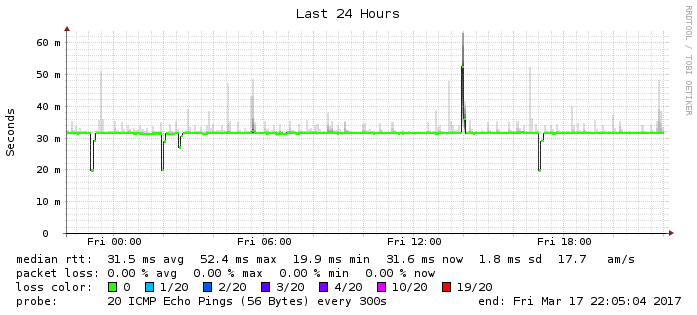 Last 24 Hours
RRDTOOL / TOBI OETIKER
Seconds
60 m
50 m
40 m
30 m
20 m
10 m
0
Fri 00:00 Fri 06:00 Fri 12:00 Fri 18:00
median rtt: 31.5 ms avg 52.4 ms max 19.9 ms min 31.6 ms now 1.8 ms sd 17.7 am/s
packet loss: 0.00 % avg 0.00 % max 0.00 % min 0.00 % now
loss color: 0 1/20 2/20 3/20 4/20 10/20 19/20
probe: 20 ICMP Echo Pings (56 Bytes) every 300s end: Fri Mar 17 22:05:04 2017